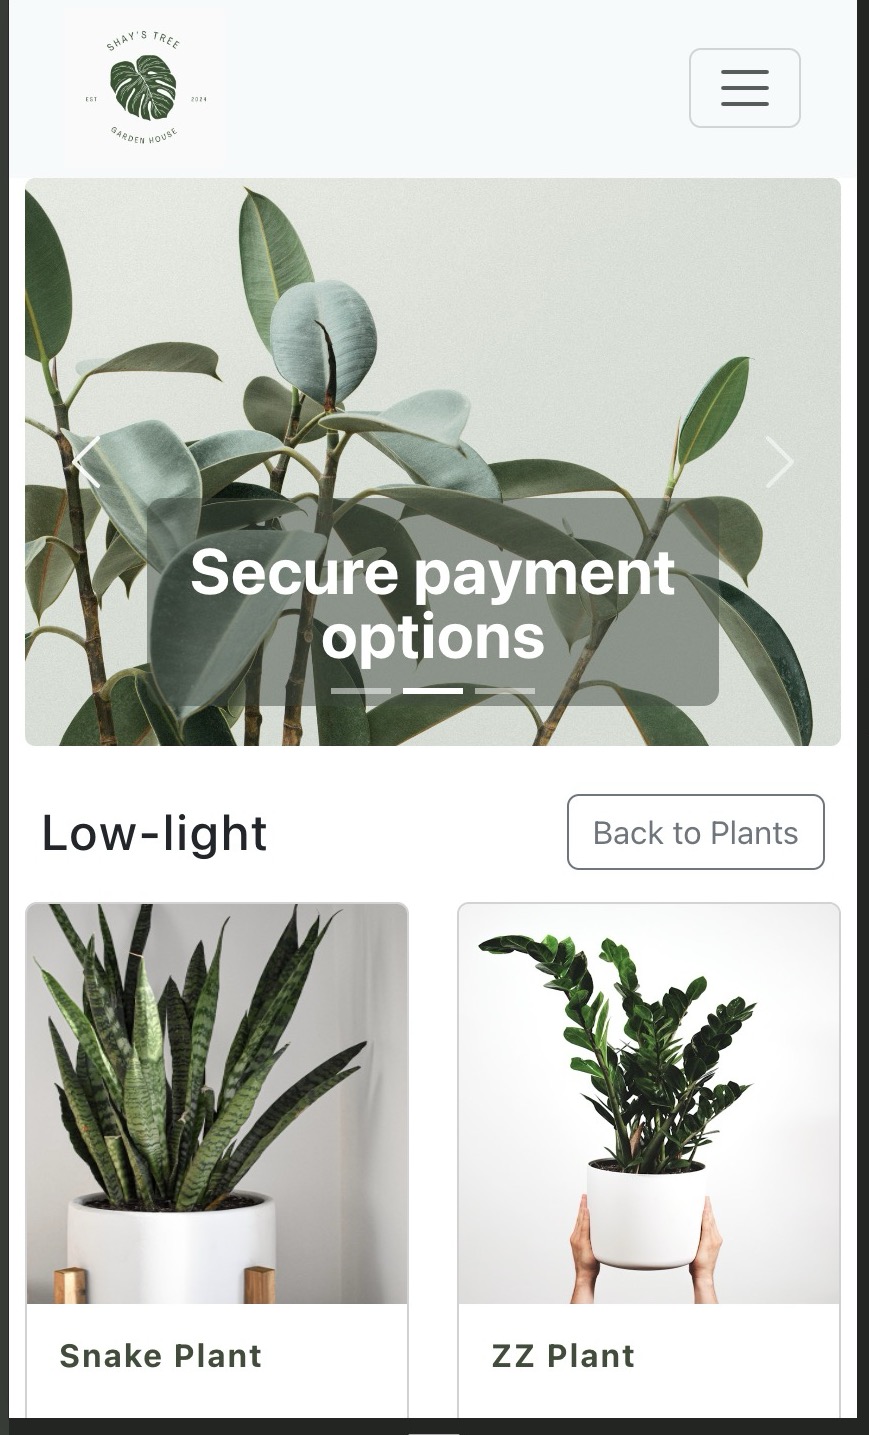 SHAY'S TREE
EST 2024
GARDEN HOUSE
Secure payment
options
Low-light
Back to Plants
Snake Plant
ZZ Plant